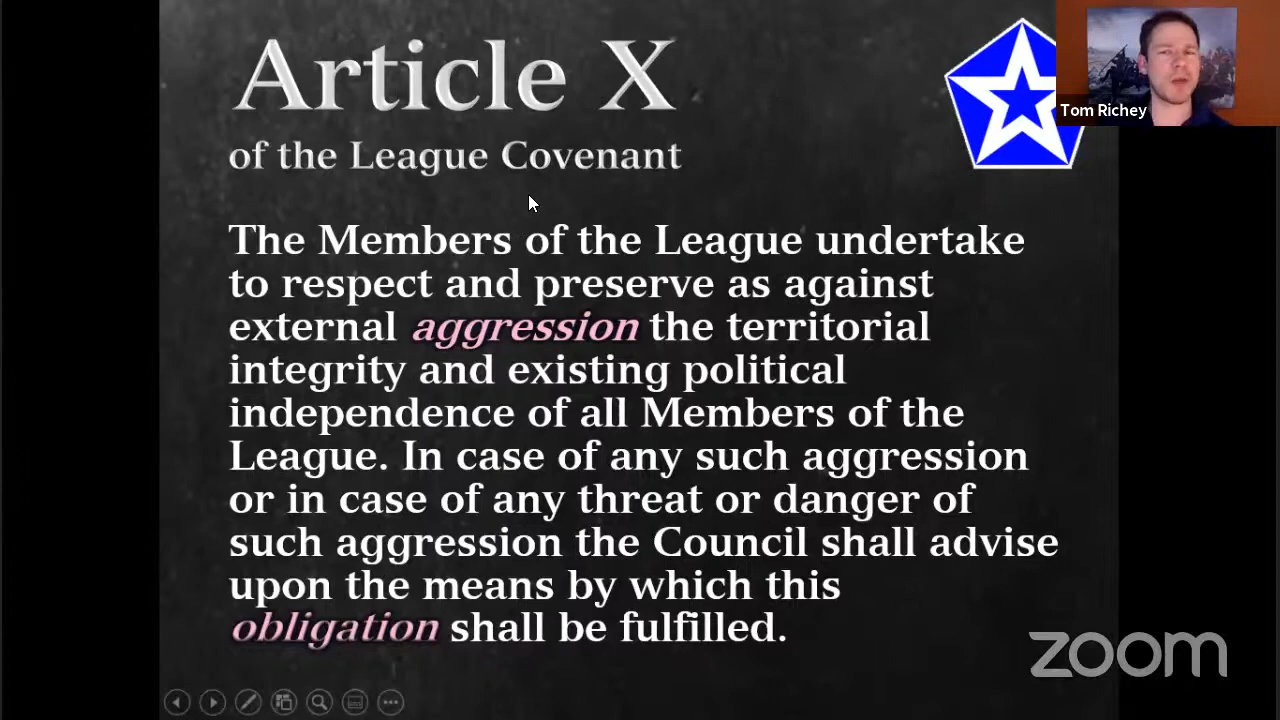 Article X
of the League Covenant
Tom Richey
The Members of the League undertake
to respect and preserve as against
external aggression the territorial
integrity and existing political
independence of all Members of the
League. In case of any such aggression
or in case of any threat or danger of
such aggression the Council shall advise
upon the means by which this
obligation shall be fulfilled.
zoom